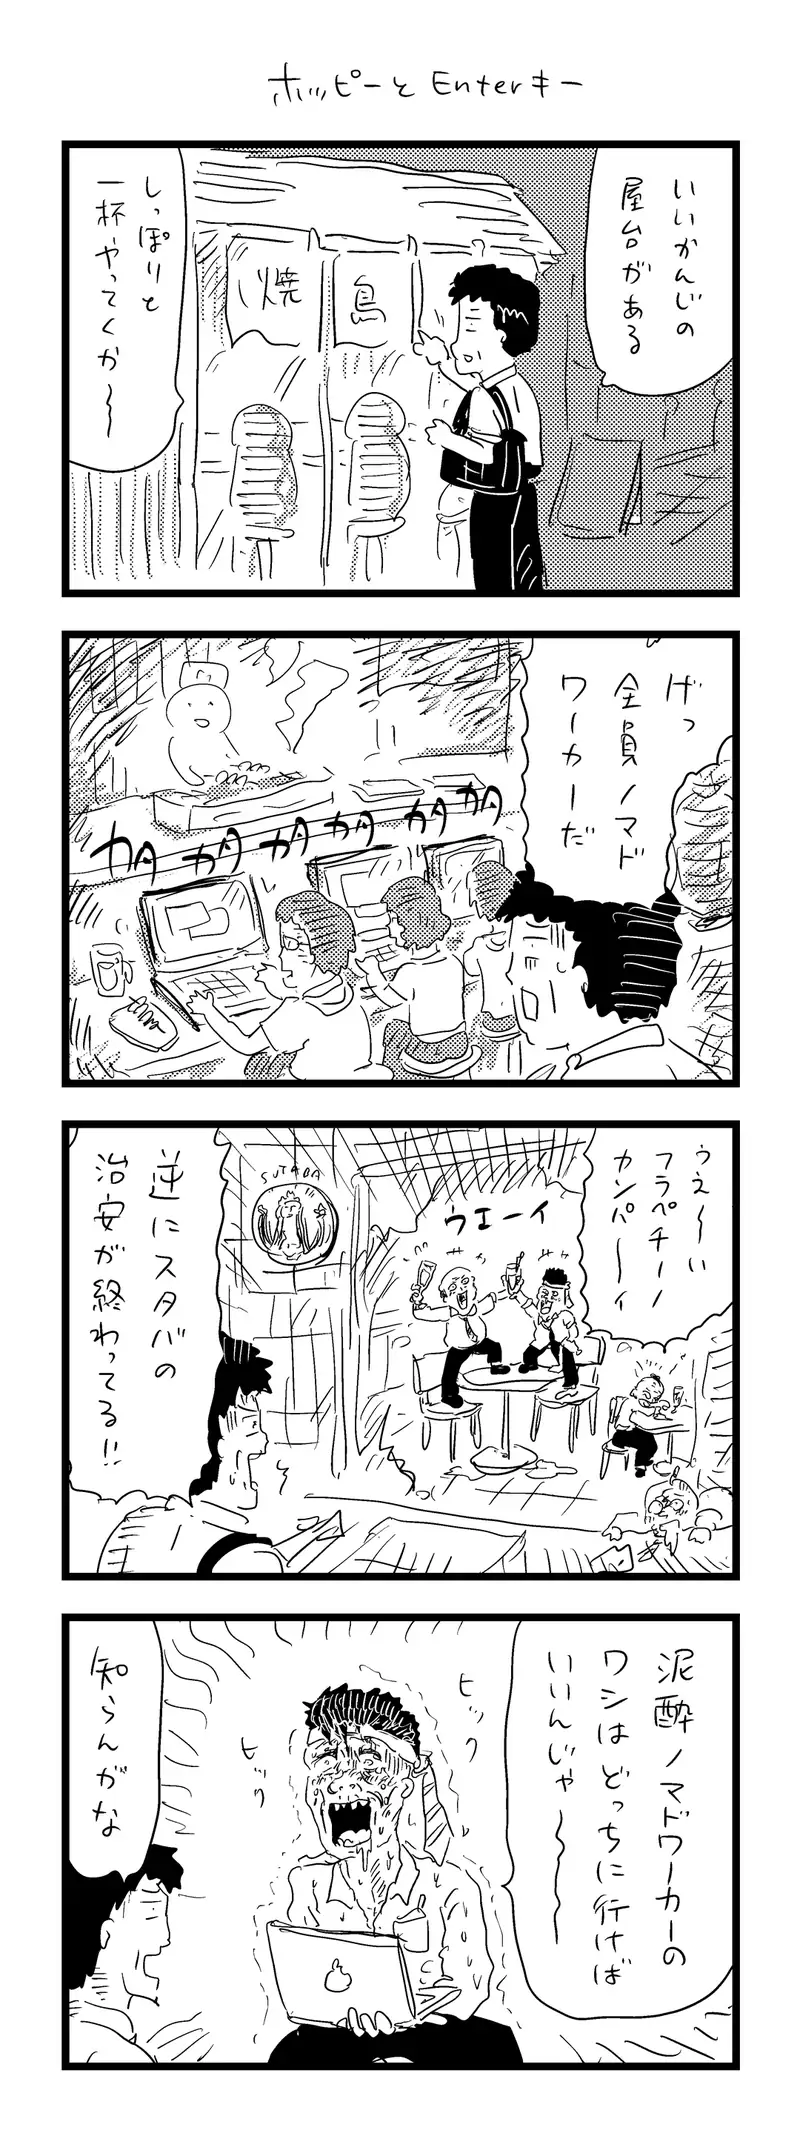 ホッピーとEnterキー
いいかんじの
屋台がある
鳥
焼
しっぽりと
一杯やってくか〜
げっ
全員ノマド
ワーカーだ
カタ カタ カタ カタ カタ カタ
うえ〜い
フラペチーノ
カンパ〜イ
ウエーイ
SUTABA
逆にスタバの
治安が終わってる!!
泥酔ノマドワーカーの
ワシはどっちに行けば
いいんじゃ〜〜
ヒック
ヒック
知らんがな